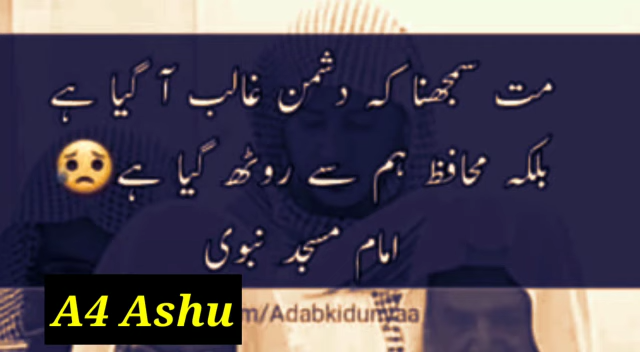 مت سمجھنا کہ دشمن غالب آ گیا ہے
بلکہ محافظ ہم سے روٹھ گیا ہے
امام مسجد نبوی
A4 Ashu
m/Adabkidunyaa